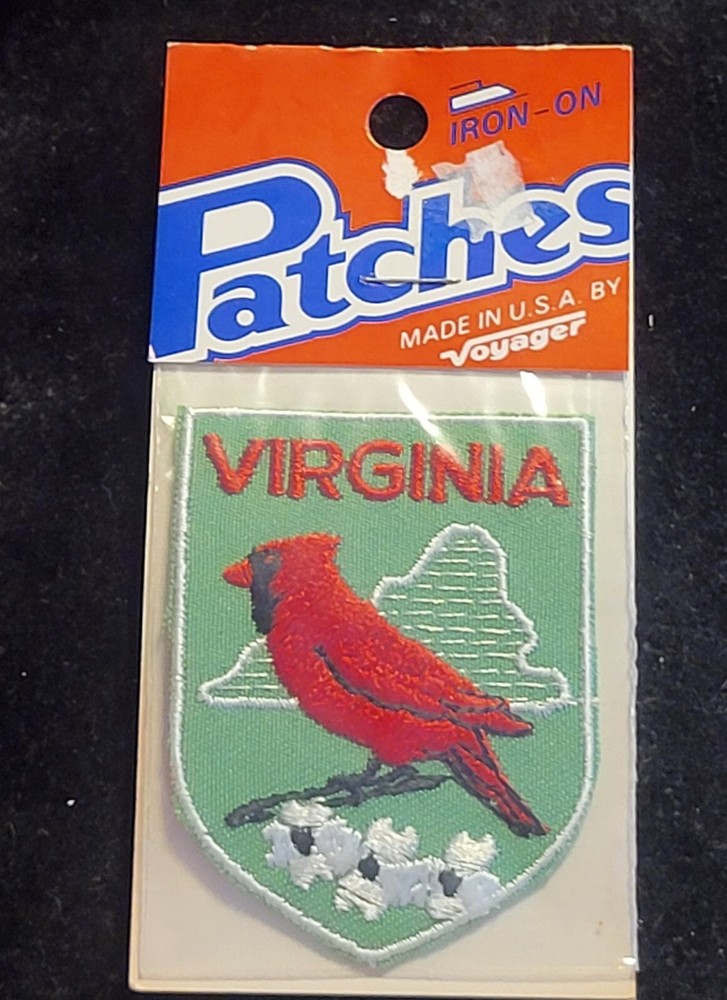 IRON-ON
Patches
MADE IN U.S.A. BY
Voyager
VIRGINIA